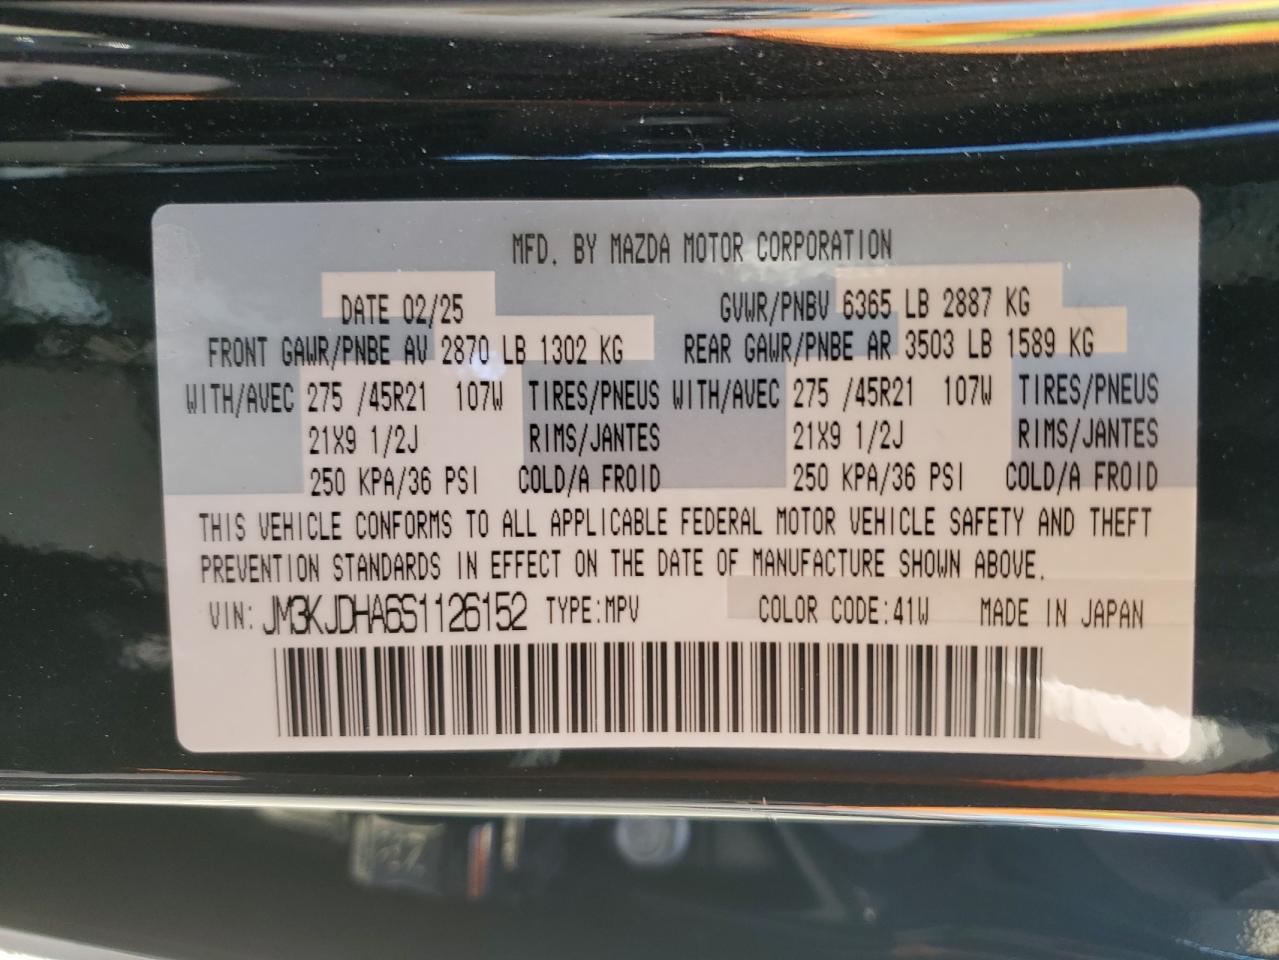 MFD. BY MAZDA MOTOR CORPORATION
DATE 02/25 GVWR/PNBV 6365 LB 2887 KG
FRONT GAWR/PNBE AV 2870 LB 1302 KG REAR GAWR/PNBE AR 3503 LB 1589 KG
WITH/AVEC 275 /45R21 107W TIRES/PNEUS WITH/AVEC 275 /45R21 107W TIRES/PNEUS
21X9 1/2J RIMS/JANTES 21X9 1/2J RIMS/JANTES
250 KPA/36 PSI COLD/A FROID 250 KPA/36 PSI COLD/A FROID
THIS VEHICLE CONFORMS TO ALL APPLICABLE FEDERAL MOTOR VEHICLE SAFETY AND THEFT
PREVENTION STANDARDS IN EFFECT ON THE DATE OF MANUFACTURE SHOWN ABOVE.
VIN: JM3KJDHA6S1126152 TYPE:MPV COLOR CODE:41W MADE IN JAPAN